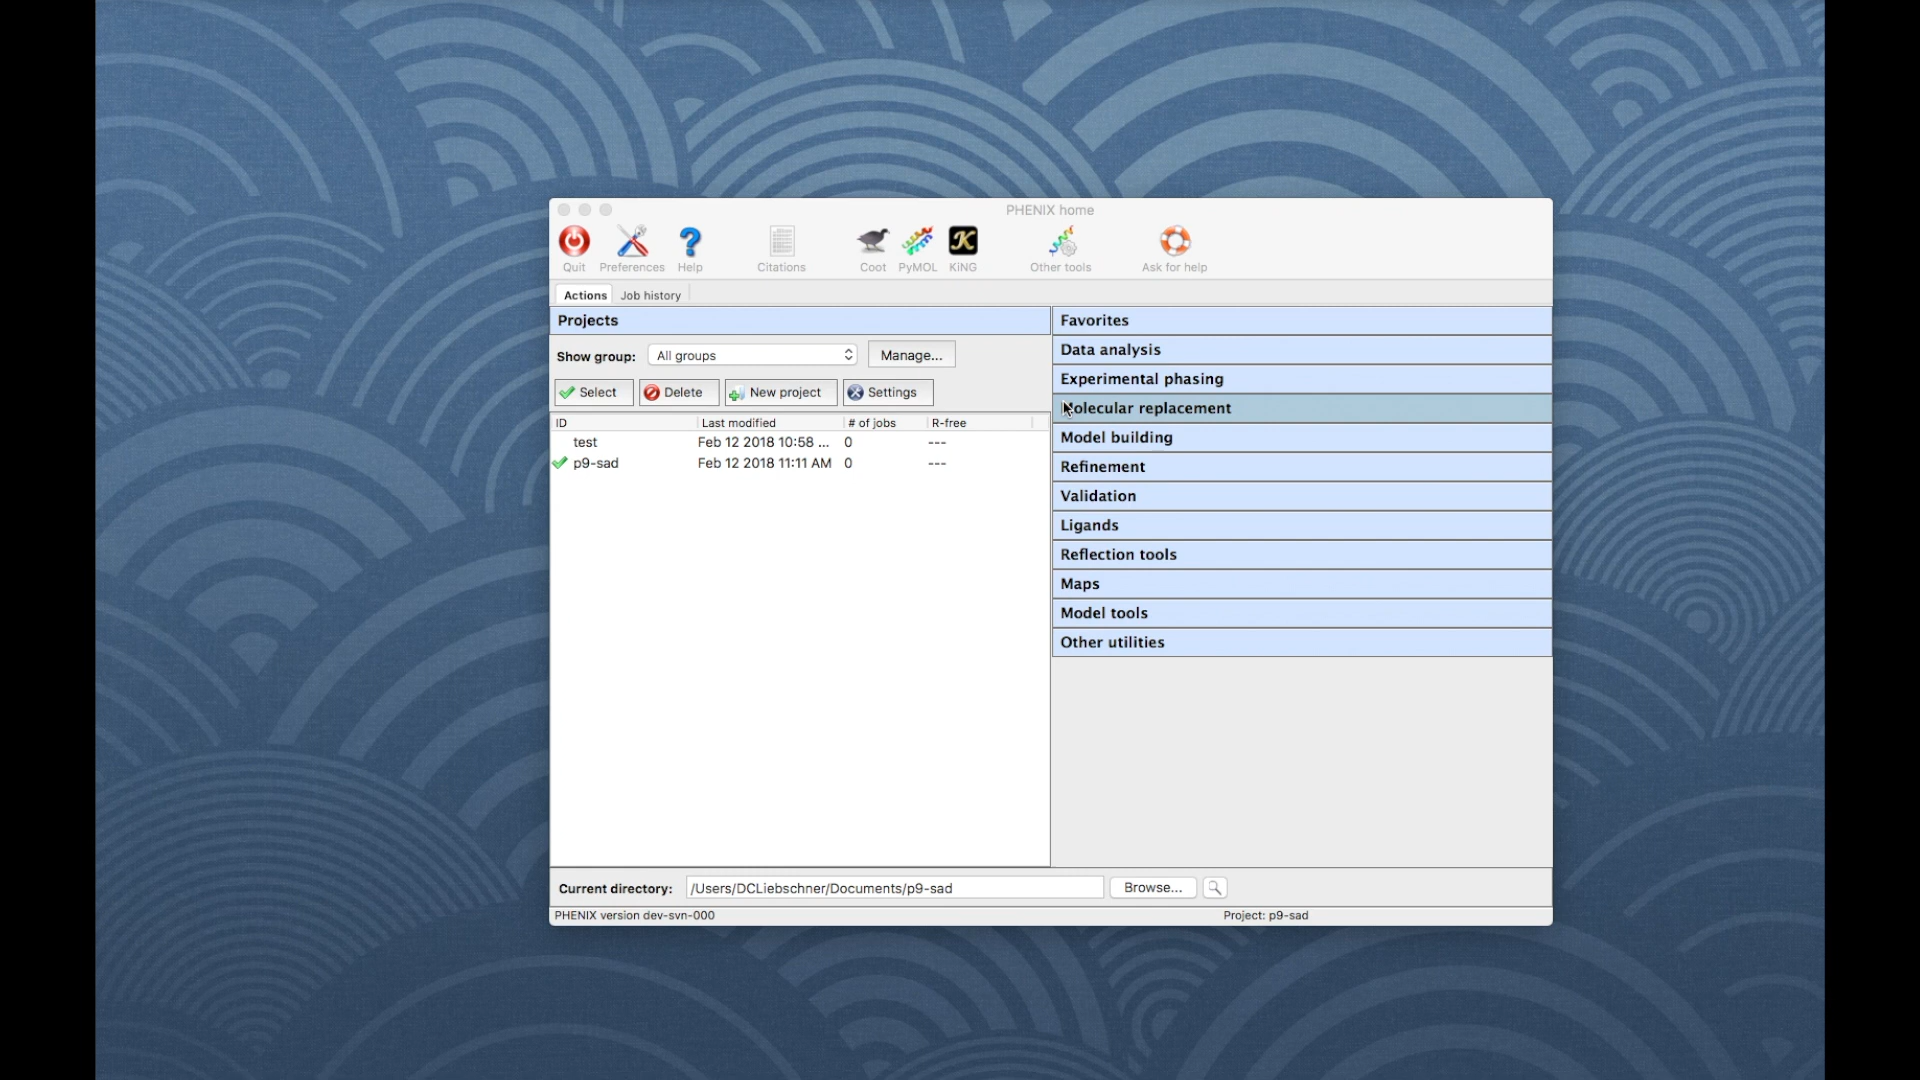 PHENIX home
Quit Preferences Help Citations Coot PyMOL KiNG Other tools Ask for help
Actions Job history
Projects
Show group: All groups Manage...
Select Delete New project Settings
ID Last modified # of jobs R-free
test Feb 12 2018 10:58 ... 0 ---
p9-sad Feb 12 2018 11:11 AM 0 ---
Favorites
Data analysis
Experimental phasing
Molecular replacement
Model building
Refinement
Validation
Ligands
Reflection tools
Maps
Model tools
Other utilities
Current directory: /Users/DCLiebschner/Documents/p9-sad Browse...
PHENIX version dev-svn-000 Project: p9-sad